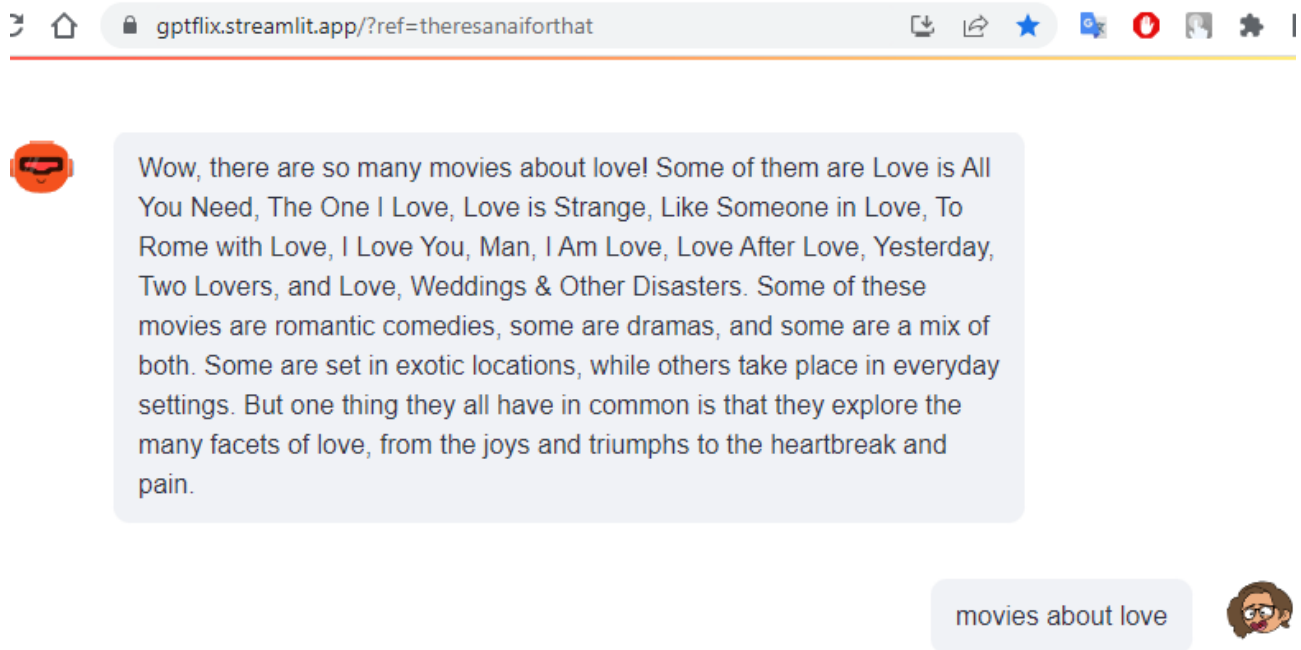 gptflix.streamlit.app/?ref=theresanaiforthat
Wow, there are so many movies about love! Some of them are Love is All
You Need, The One I Love, Love is Strange, Like Someone in Love, To
Rome with Love, I Love You, Man, I Am Love, Love After Love, Yesterday,
Two Lovers, and Love, Weddings & Other Disasters. Some of these
movies are romantic comedies, some are dramas, and some are a mix of
both. Some are set in exotic locations, while others take place in everyday
settings. But one thing they all have in common is that they explore the
many facets of love, from the joys and triumphs to the heartbreak and
pain.
movies about love